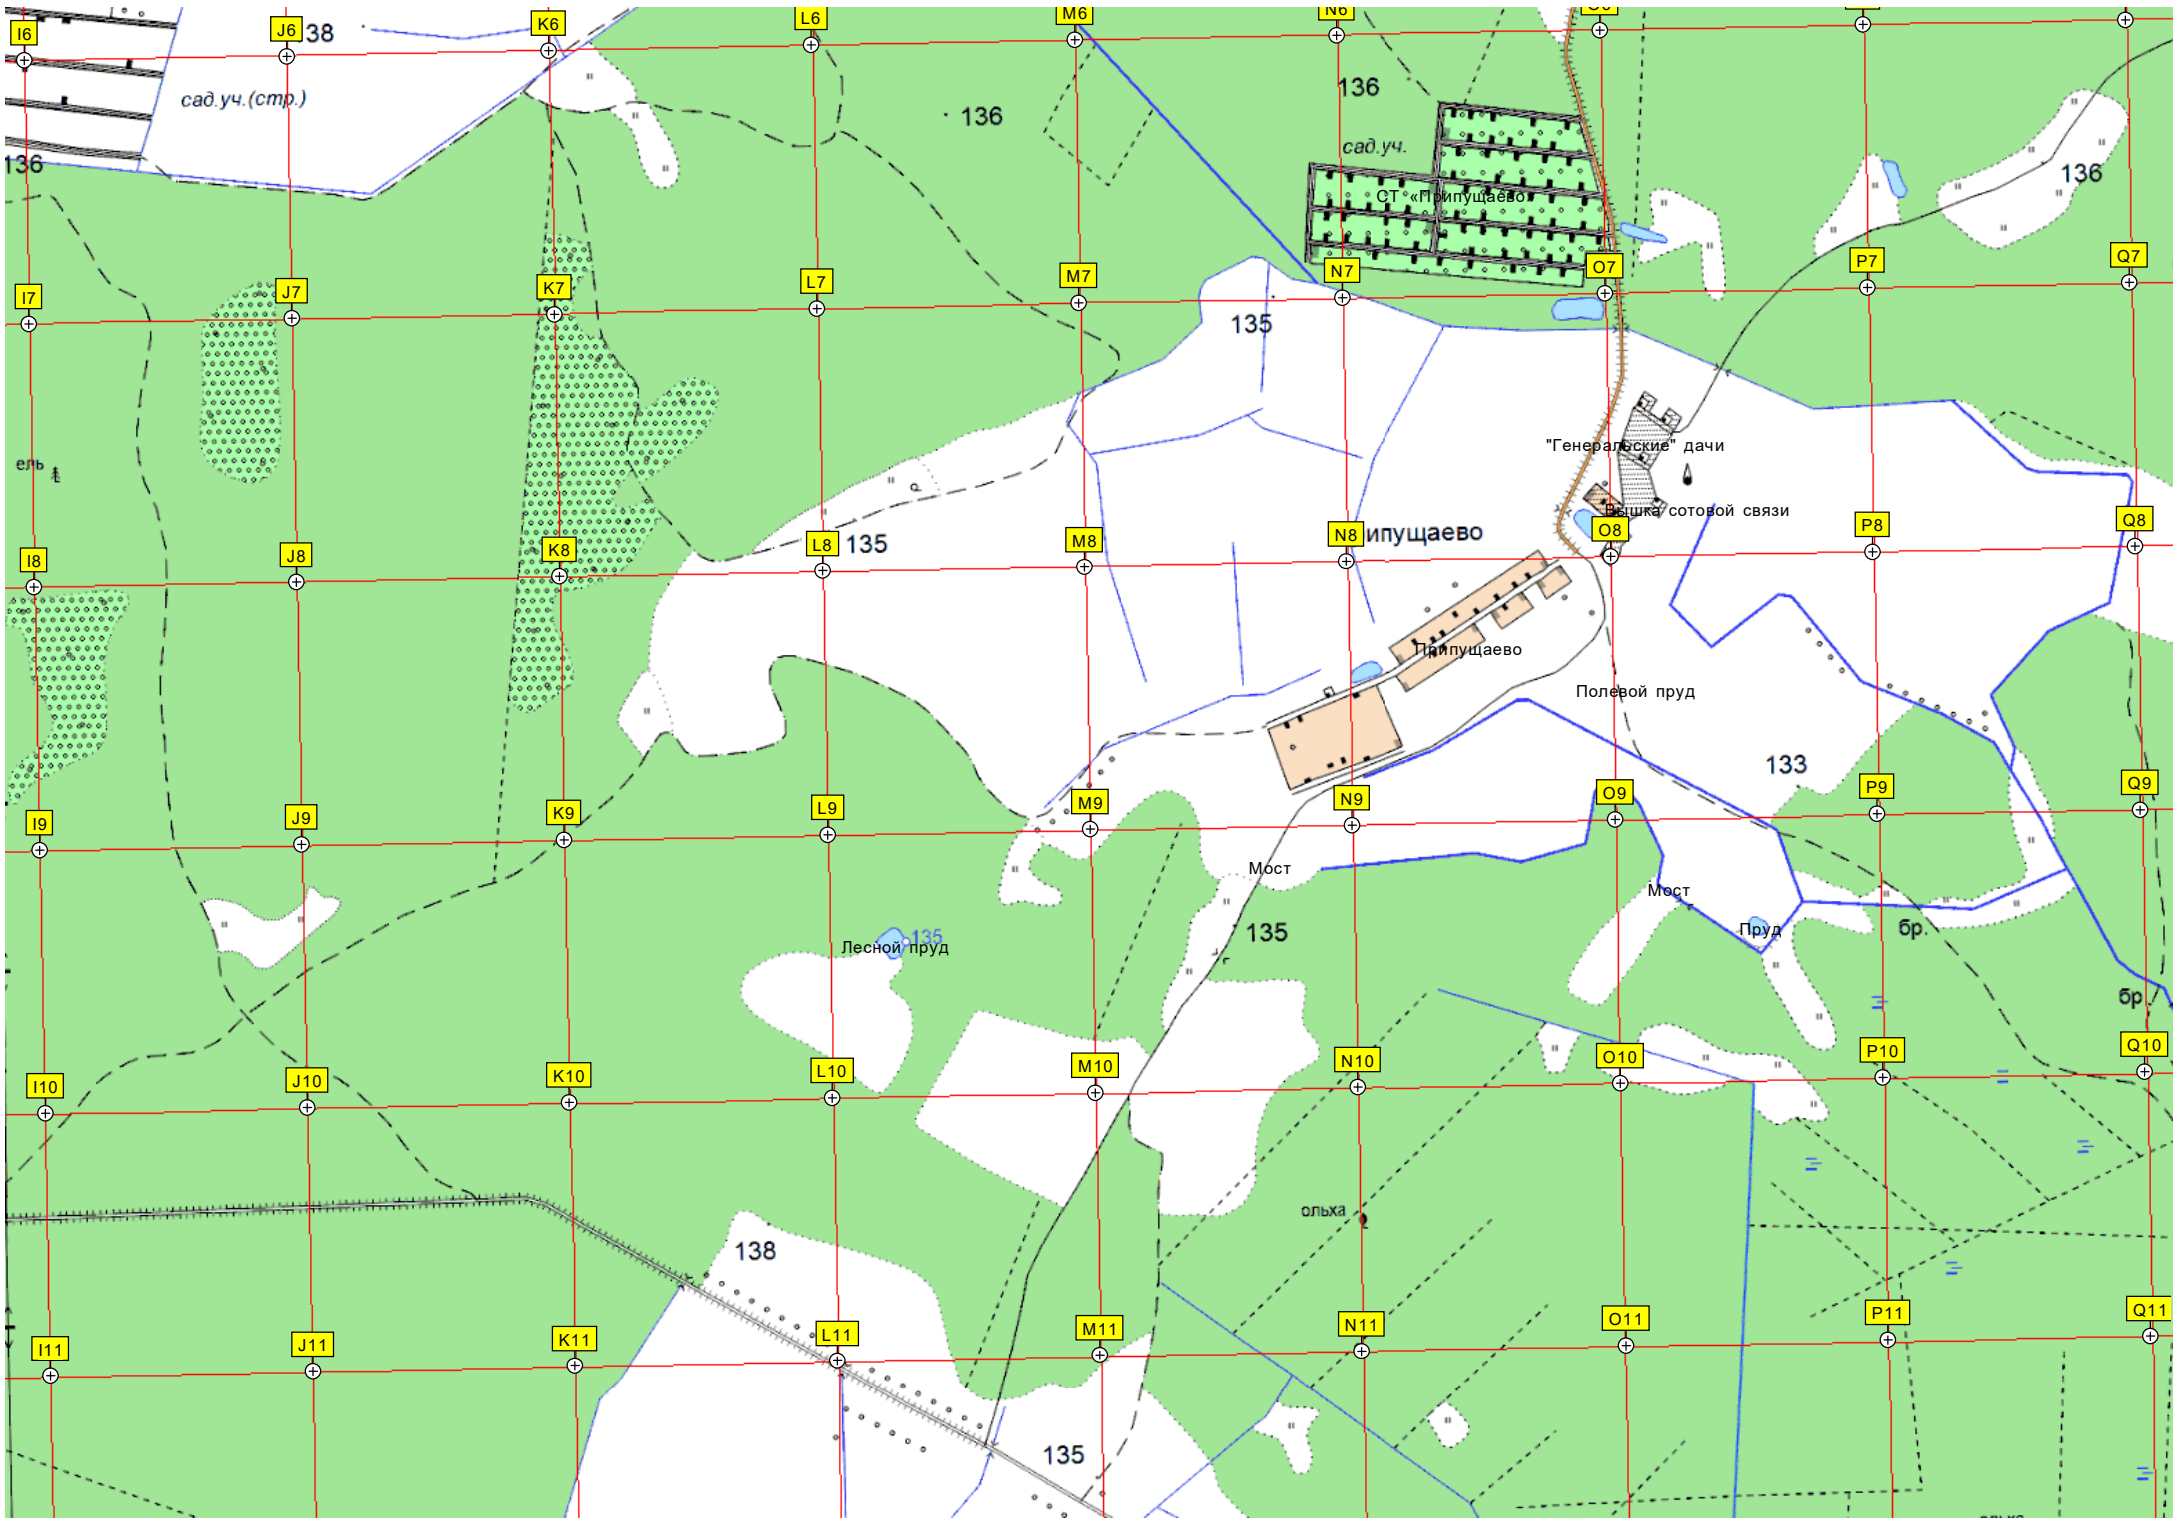 I6
J6
38
K6
L6
M6
N6
сад.уч.(стр.)
136
136
136
сад.уч.
136
136
СТ «Припущаево»
I7
J7
K7
L7
M7
N7
O7
P7
Q7
135
"Генеральские" дачи
ель
Вышка сотовой связи
I8
J8
K8
L8
135
M8
N8
ипущаево
O8
P8
Q8
Припущаево
Полевой пруд
133
I9
J9
K9
L9
M9
N9
O9
P9
Q9
Мост
Мост
135
Лесной пруд
135
Пруд
бр.
бр.
I10
J10
K10
L10
M10
N10
O10
P10
Q10
ольха
138
I11
J11
K11
L11
M11
N11
O11
P11
Q11
135